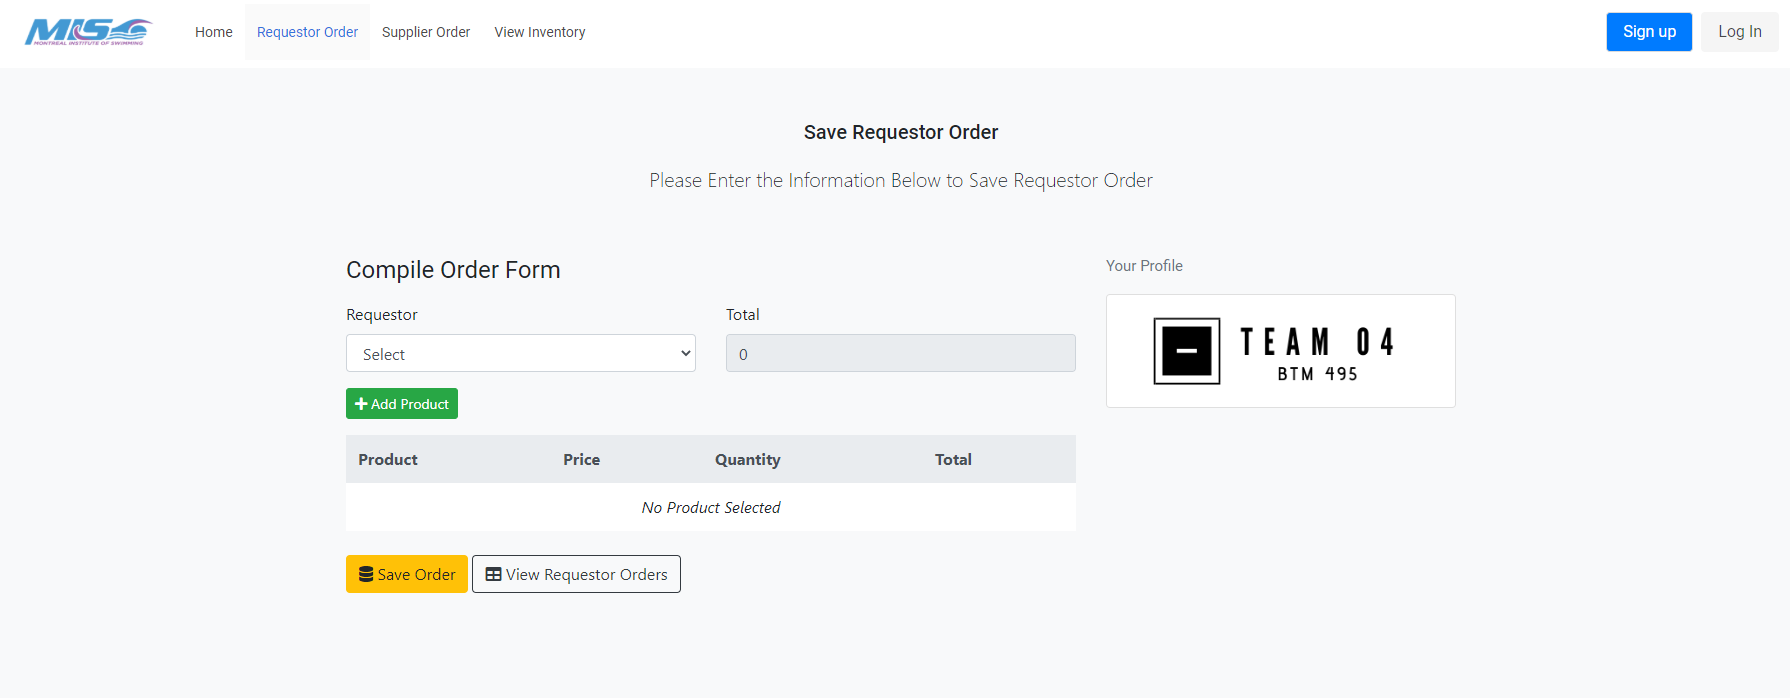 MIS
MONTREAL INSTITUTE OF SWIMMING
Home Requestor Order Supplier Order View Inventory Sign up Log In
Save Requestor Order
Please Enter the Information Below to Save Requestor Order
Compile Order Form
Your Profile
Requestor Total
Select 0
TEAM 04
BTM 495
Add Product
Product Price Quantity Total
No Product Selected
Save Order View Requestor Orders